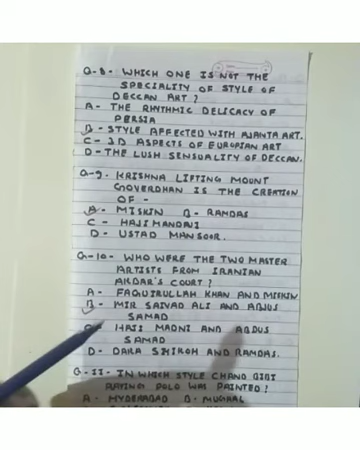 Q-8- WHICH ONE IS NOT THE
SPECIALITY OF STYLE OF
DECCAN ART?
A- THE RHYTHMIC DELICACY OF
PERSIA
B- STYLE AFFECTED WITH AJANTA ART.
C- 3D ASPECTS OF EUROPIAN ART
D- THE LUSH SENSUALITY OF DECCAN.
Q-9- KRISHNA LIFTING MOUNT
GOVERDHAN IS THE CREATION
OF -
A- MISKIN B- RAMDAS
C- HAJI MADANI
D- USTAD MANSOOR.
Q-10- WHO WERE THE TWO MASTER
ARTISTS FROM IRANIAN
AKBAR'S COURT?
A- FAQUIRULLAH KHAN AND MISKIN
B- MIR SAIYAD ALI AND ABDUS
SAMAD
C- HAJI MADNI AND ABDUS
SAMAD
D- DARA SHIKOH AND RAMDAS.
Q-11- IN WHICH STYLE CHAND BIBI
PLAYING POLO WAS PAINTED?
A- HYDERABAD B- MUGHAL